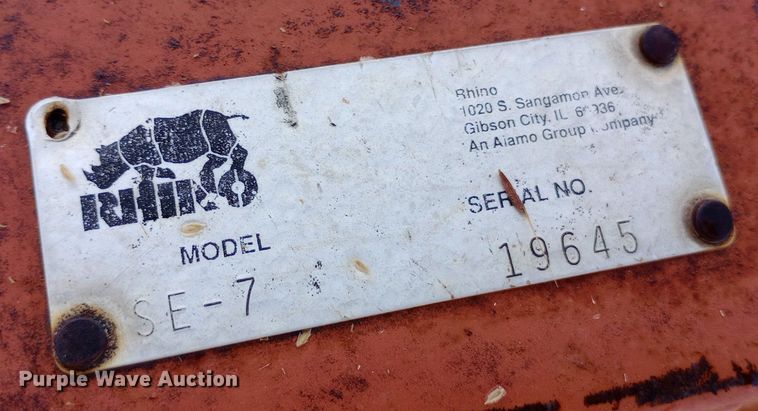 RHINO
Rhino
1020 S. Sangamon Ave.
Gibson City, IL
An Alamo Group Company
MODEL
SE-7
SERIAL NO.
19645
Purple Wave Auction